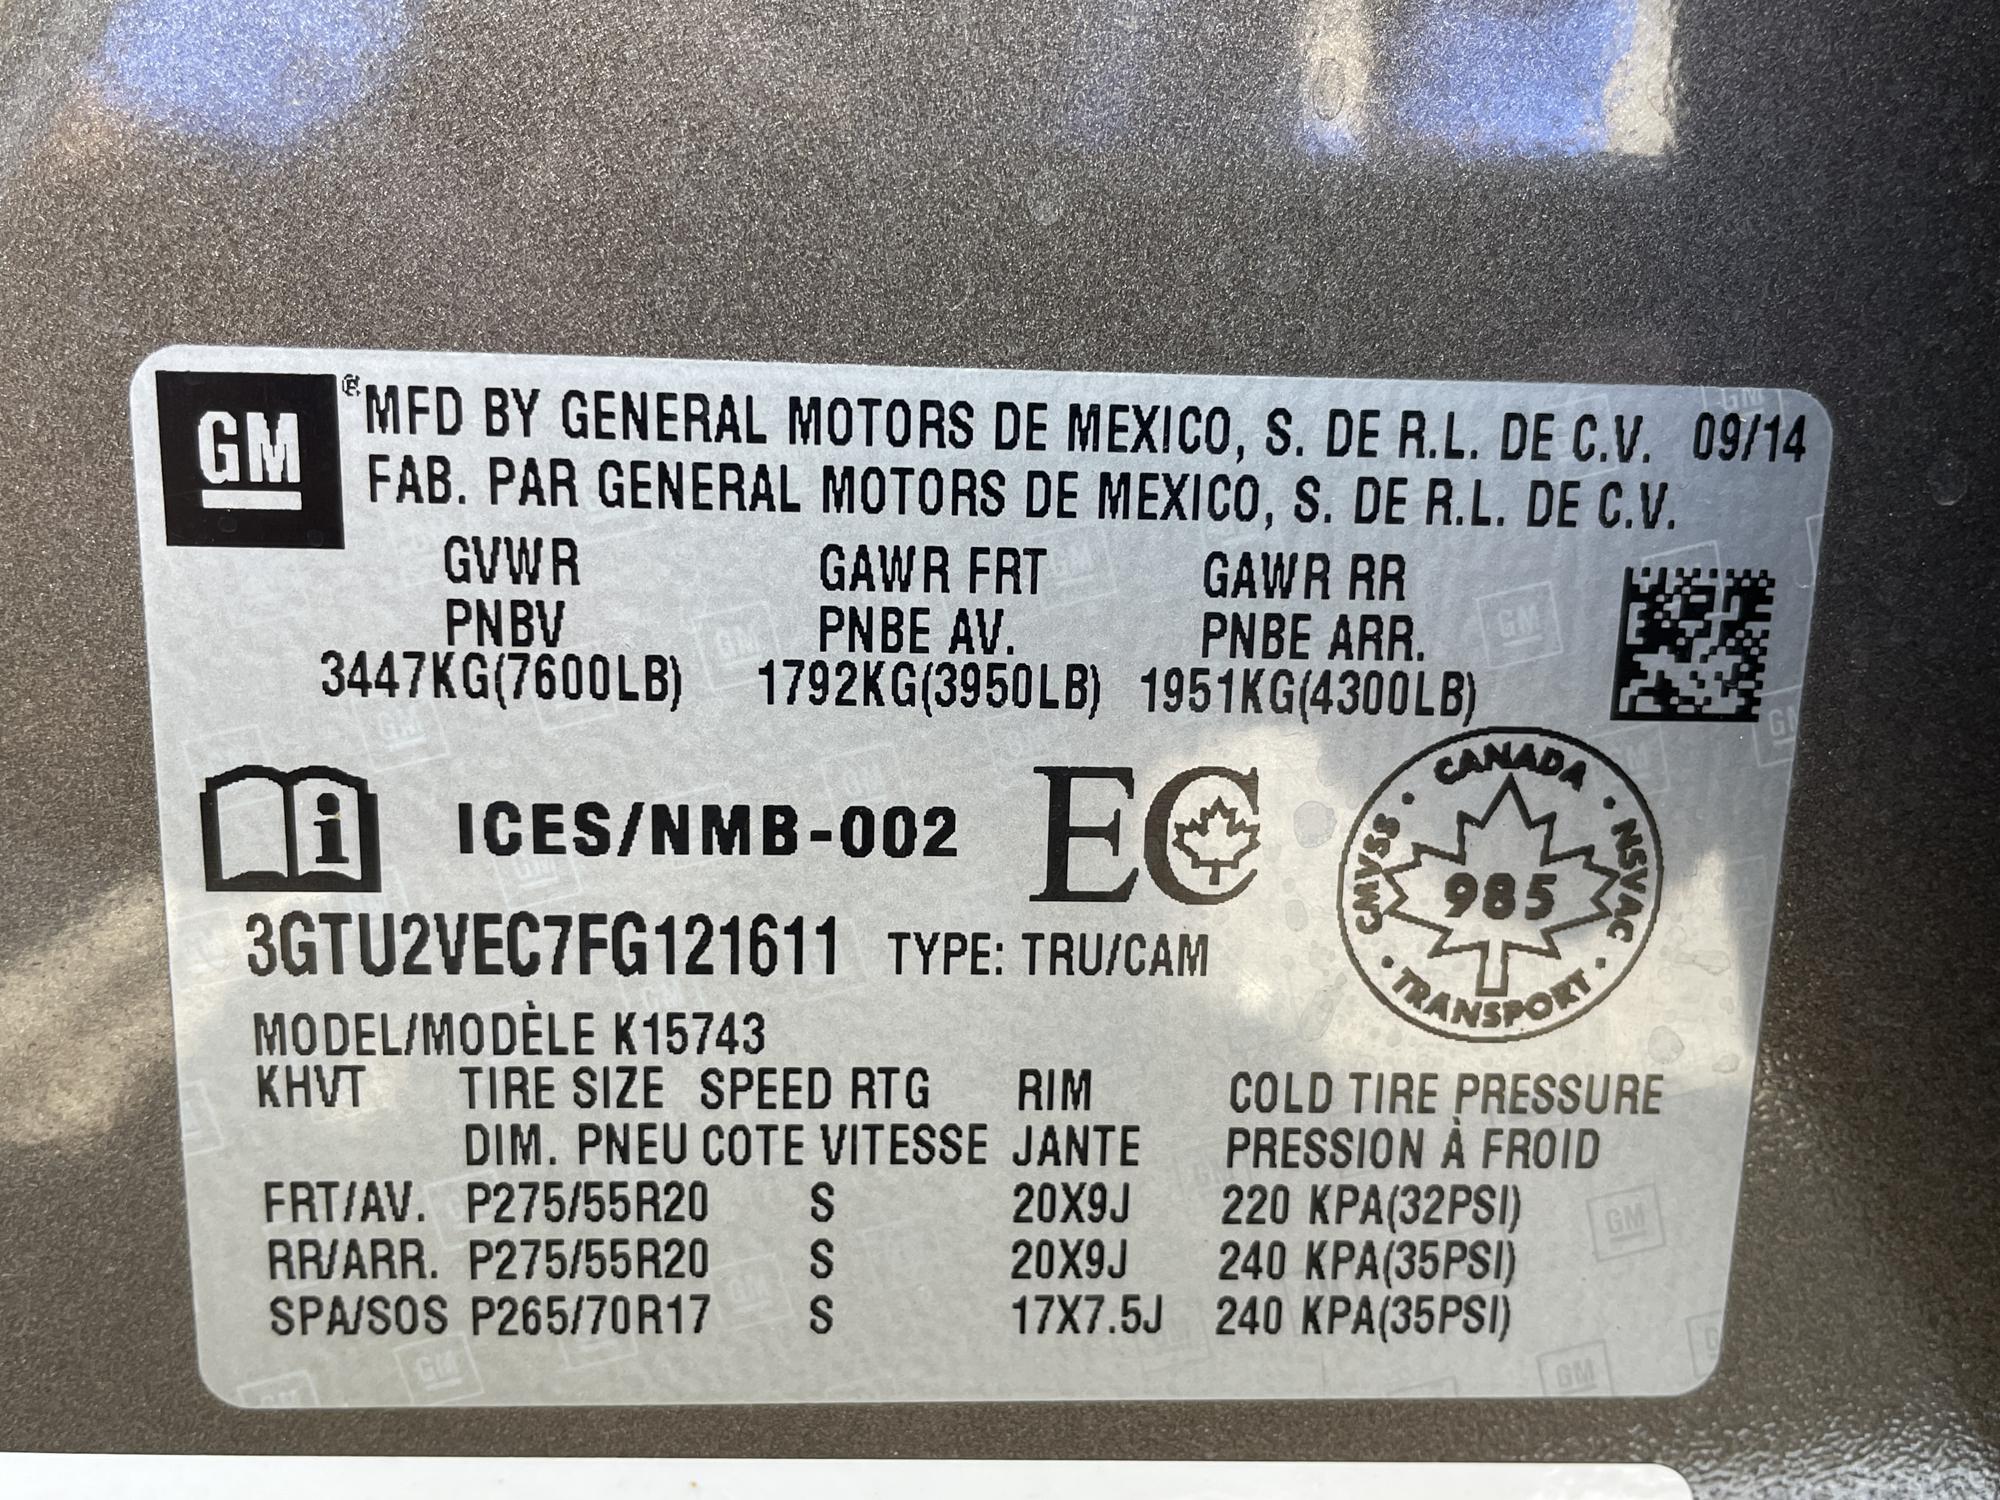 GM ® MFD BY GENERAL MOTORS DE MEXICO, S. DE R.L. DE C.V. 09/14
FAB. PAR GENERAL MOTORS DE MEXICO, S. DE R.L. DE C.V.
GVWR GAWR FRT GAWR RR
PNBV PNBE AV. PNBE ARR.
3447KG(7600LB) 1792KG(3950LB) 1951KG(4300LB)
i ICES/NMB-002 EC
CANADA
CMVSS · 985 · NSVAC
· TRANSPORT ·
3GTU2VEC7FG121611 TYPE: TRU/CAM
MODEL/MODÈLE K15743
KHVT TIRE SIZE SPEED RTG RIM COLD TIRE PRESSURE
DIM. PNEU COTE VITESSE JANTE PRESSION À FROID
FRT/AV. P275/55R20 S 20X9J 220 KPA(32PSI)
RR/ARR. P275/55R20 S 20X9J 240 KPA(35PSI)
SPA/SOS P265/70R17 S 17X7.5J 240 KPA(35PSI)